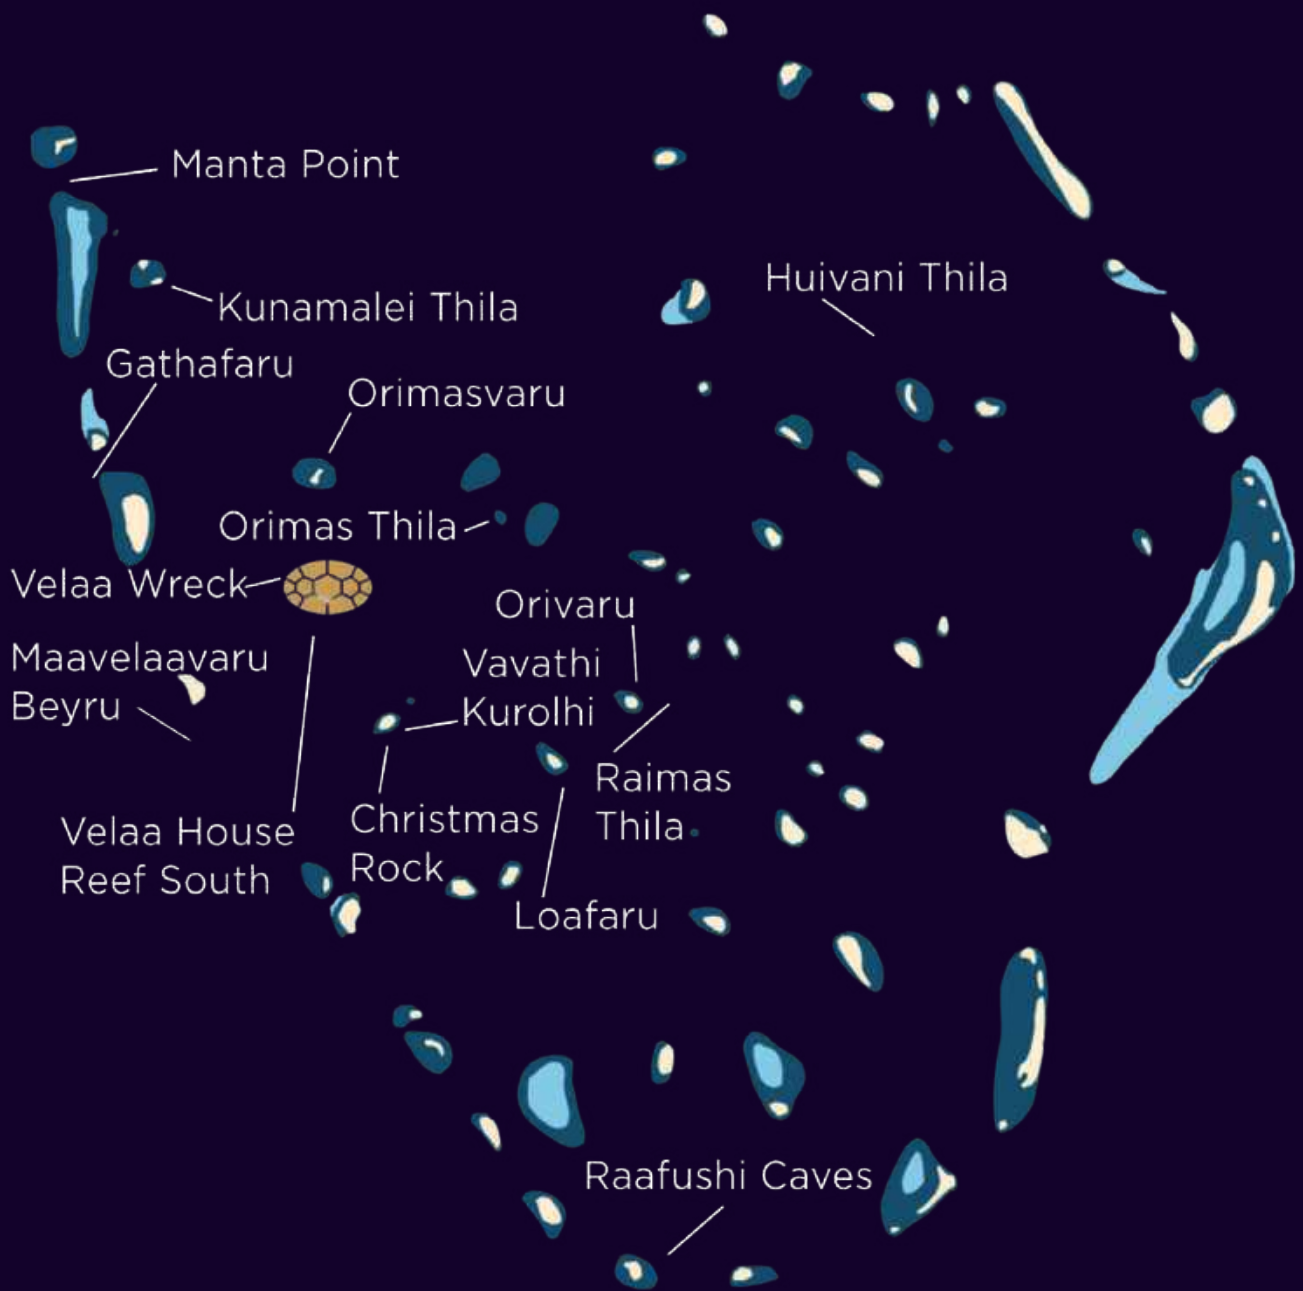 Manta Point
Huivani Thila
Kunamalei Thila
Gathafaru
Orimasvaru
Orimas Thila
Velaa Wreck
Orivaru
Maavelaavaru
Beyru
Vavathi
Kurolhi
Raimas
Thila
Velaa House
Reef South
Christmas
Rock
Loafaru
Raafushi Caves